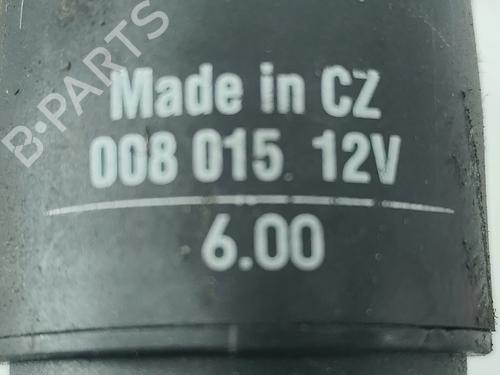 B-PARTS
Made in CZ
008 015 12V
6.00